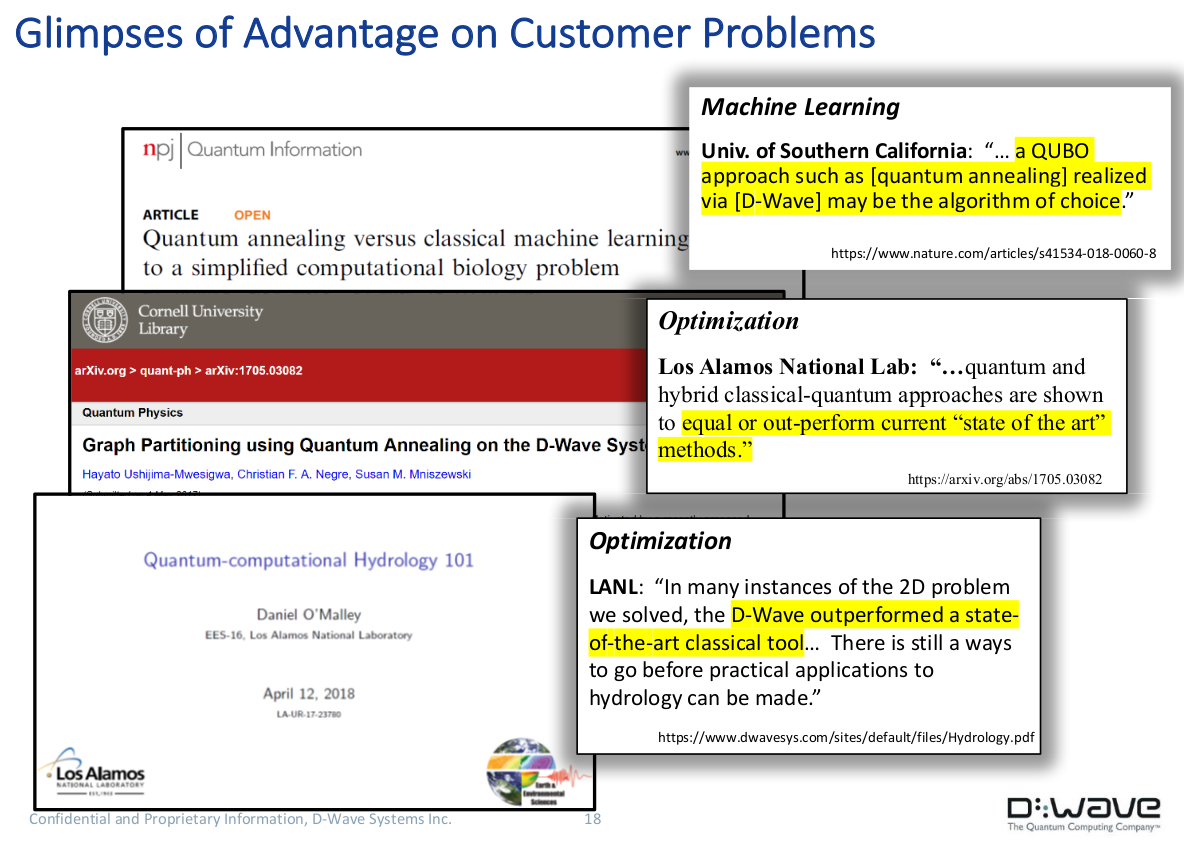 Glimpses of Advantage on Customer Problems
npj Quantum Information
ARTICLE OPEN
Quantum annealing versus classical machine learning
to a simplified computational biology problem
Machine Learning
Univ. of Southern California: “… a QUBO
approach such as [quantum annealing] realized
via [D-Wave] may be the algorithm of choice.”
https://www.nature.com/articles/s41534-018-0060-8
Cornell University
Library
arXiv.org > quant-ph > arXiv:1705.03082
Quantum Physics
Graph Partitioning using Quantum Annealing on the D-Wave Syst
Hayato Ushijima-Mwesigwa, Christian F. A. Negre, Susan M. Mniszewski
Optimization
Los Alamos National Lab: “…quantum and
hybrid classical-quantum approaches are shown
to equal or out-perform current “state of the art”
methods.”
https://arxiv.org/abs/1705.03082
Quantum-computational Hydrology 101
Daniel O'Malley
EES-16, Los Alamos National Laboratory
April 12, 2018
LA-UR-17-23780
Los Alamos
NATIONAL LABORATORY
EST. 1943
Earth &
Environmental
Sciences
Optimization
LANL: “In many instances of the 2D problem
we solved, the D-Wave outperformed a state-
of-the-art classical tool… There is still a ways
to go before practical applications to
hydrology can be made.”
https://www.dwavesys.com/sites/default/files/Hydrology.pdf
Confidential and Proprietary Information, D-Wave Systems Inc. 18
D:wave
The Quantum Computing Company™